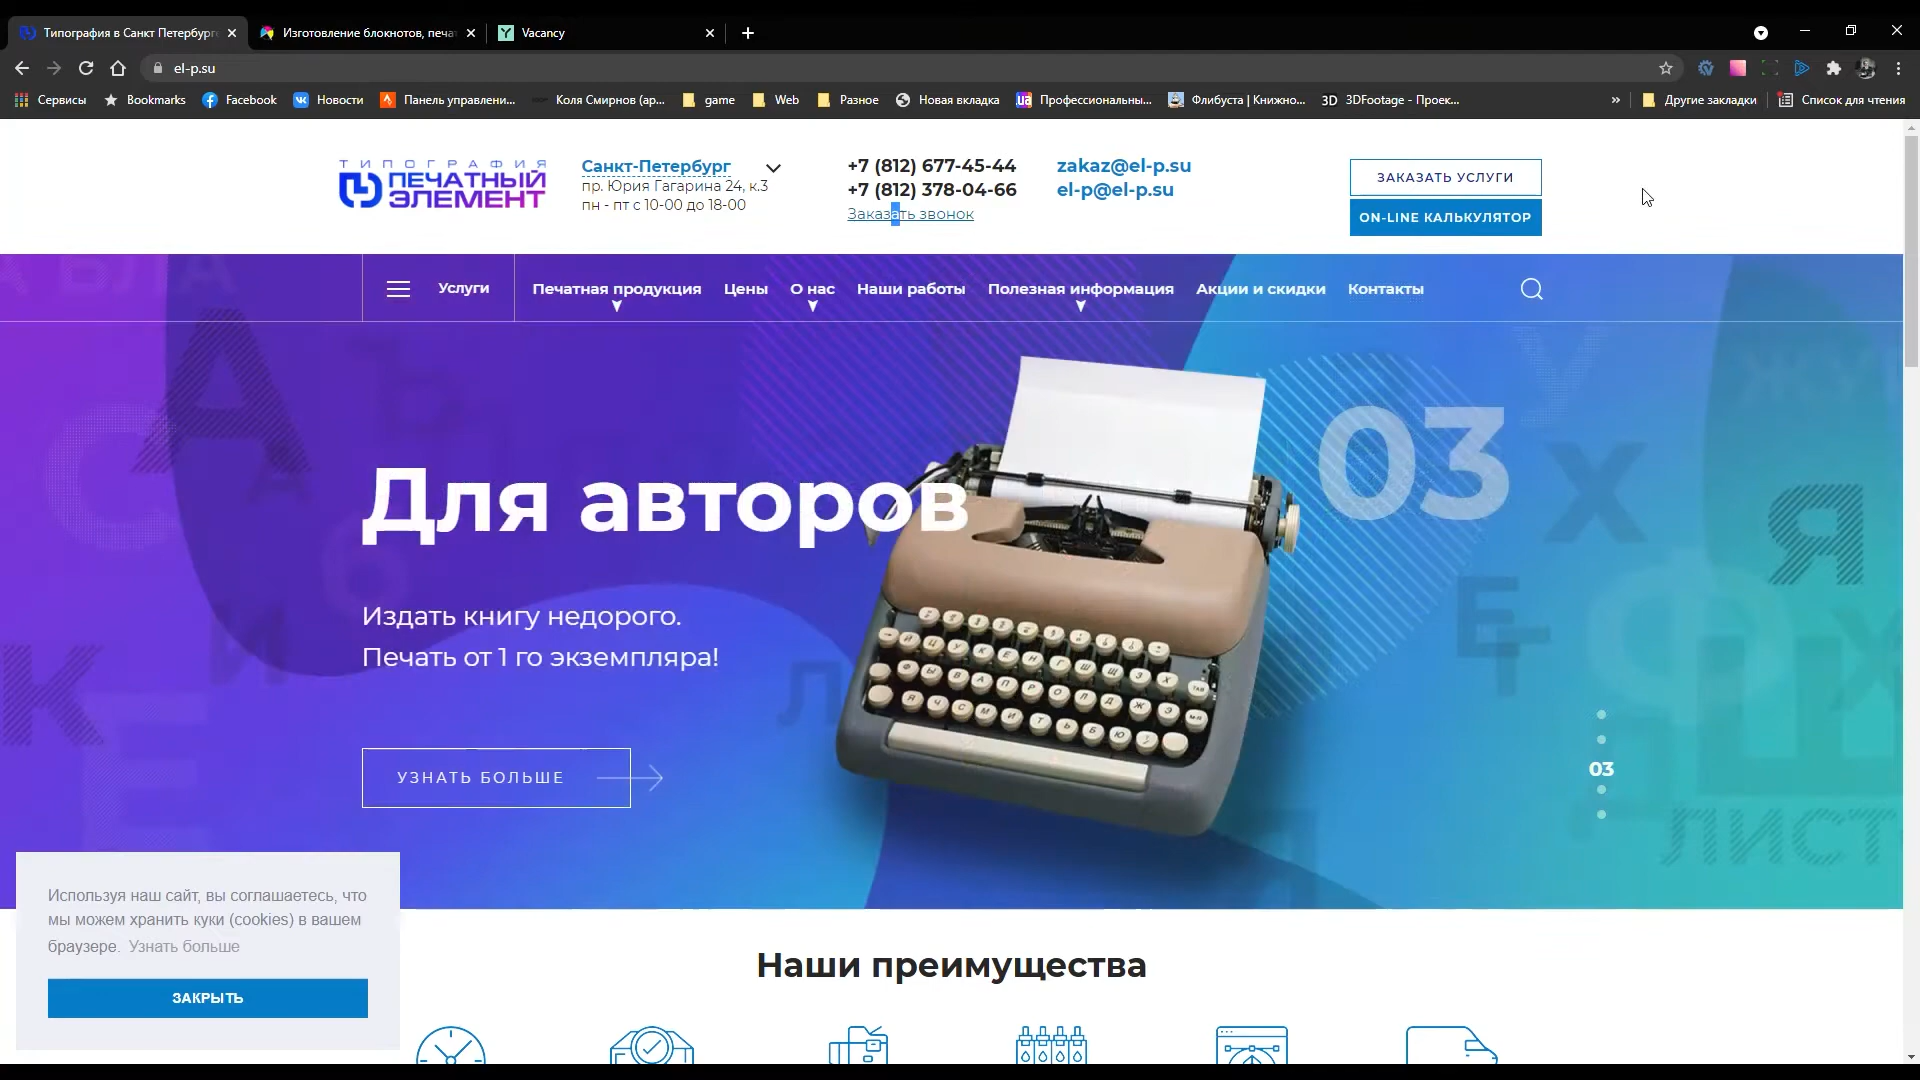 Типография в Санкт Петербург
Изготовление блокнотов, печа
Vacancy
el-p.su
Сервисы
Bookmarks
Facebook
Новости
Панель управлени...
Коля Смирнов (ар...
game
Web
Разное
Новая вкладка
Профессиональны...
Флибуста | Книжно...
3DFootage - Проек...
»
Другие закладки
Список для чтения
ТИПОГРАФИЯ
ПЕЧАТНЫЙ
ЭЛЕМЕНТ
Санкт-Петербург
пр. Юрия Гагарина 24, к.3
пн - пт с 10-00 до 18-00
+7 (812) 677-45-44
+7 (812) 378-04-66
Заказать звонок
zakaz@el-p.su
el-p@el-p.su
ЗАКАЗАТЬ УСЛУГИ
ON-LINE КАЛЬКУЛЯТОР
Услуги
Печатная продукция
Цены
О нас
Наши работы
Полезная информация
Акции и скидки
Контакты
03
Для авторов
Издать книгу недорого.
Печать от 1 го экземпляра!
УЗНАТЬ БОЛЬШЕ
03
ЛИСТ
Используя наш сайт, вы соглашаетесь, что
мы можем хранить куки (cookies) в вашем
браузере. Узнать больше
ЗАКРЫТЬ
Наши преимущества